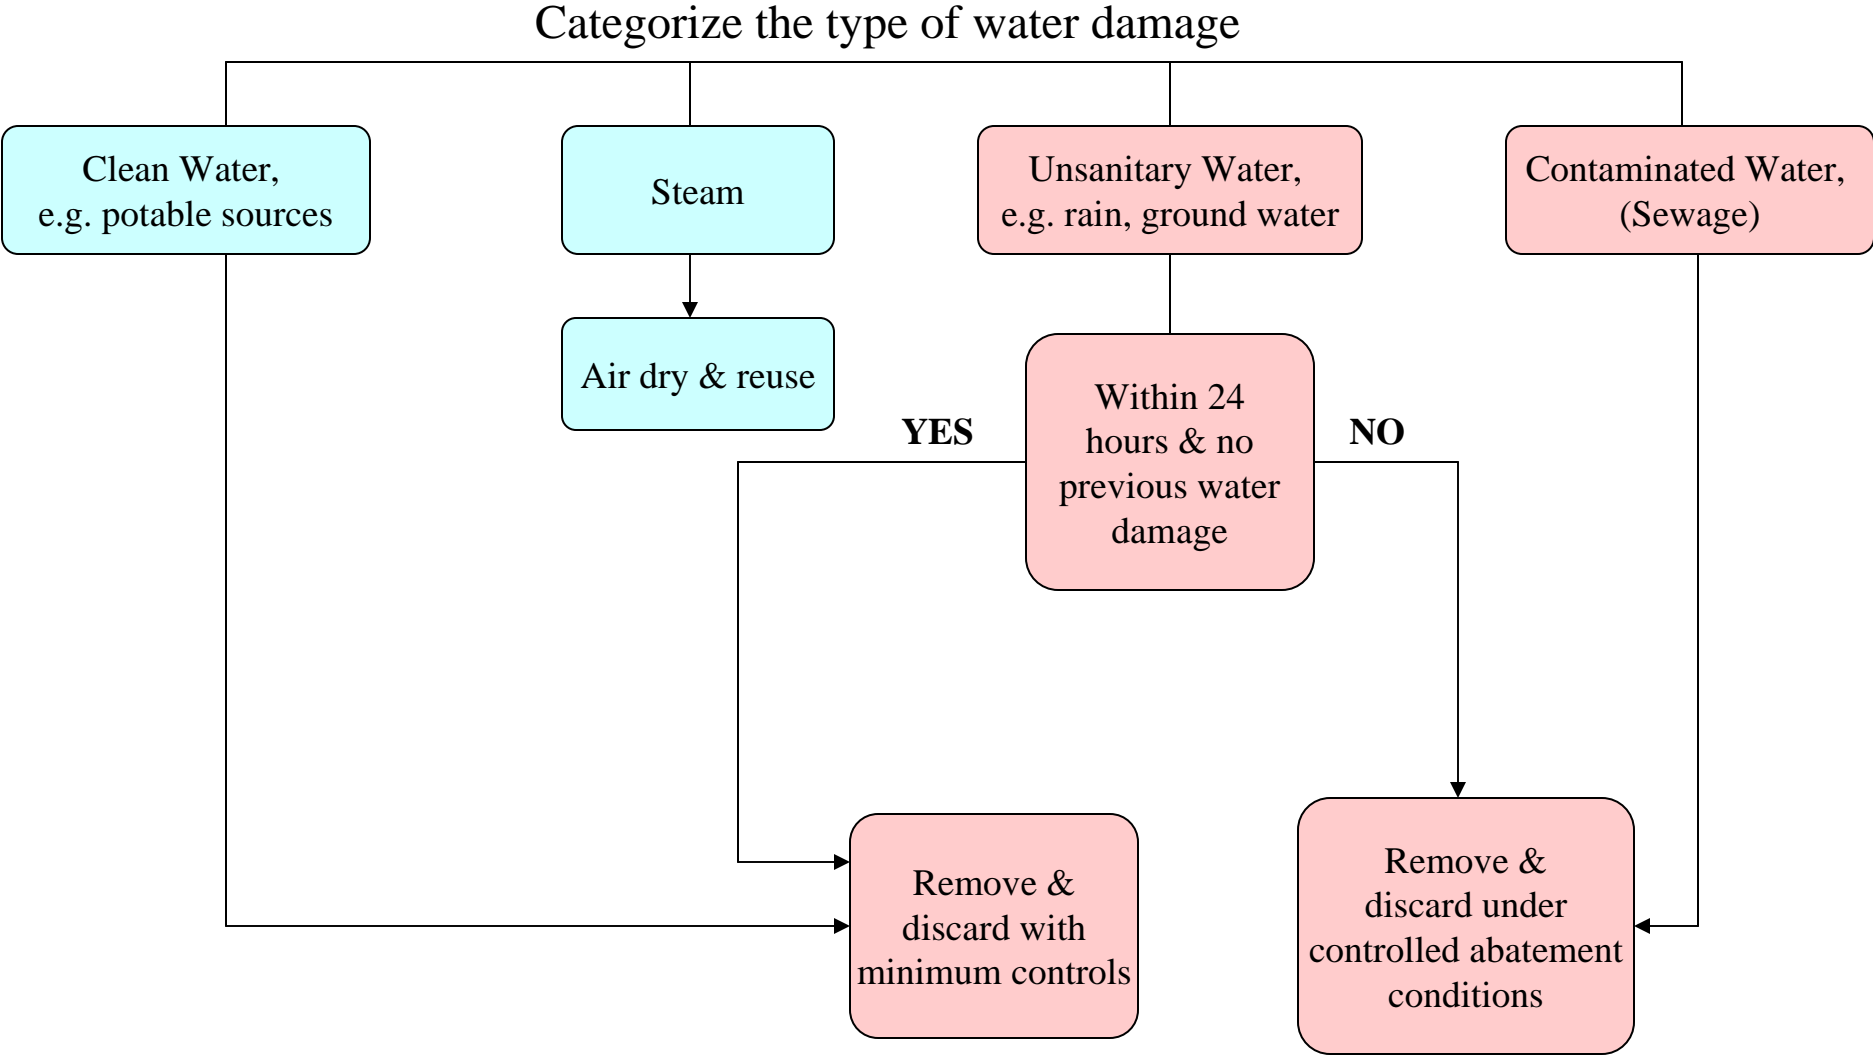 Categorize the type of water damage
Clean Water,
e.g. potable sources
Steam
Unsanitary Water,
e.g. rain, ground water
Contaminated Water,
(Sewage)
Air dry & reuse
Within 24
hours & no
previous water
damage
YES
NO
Remove &
discard with
minimum controls
Remove &
discard under
controlled abatement
conditions